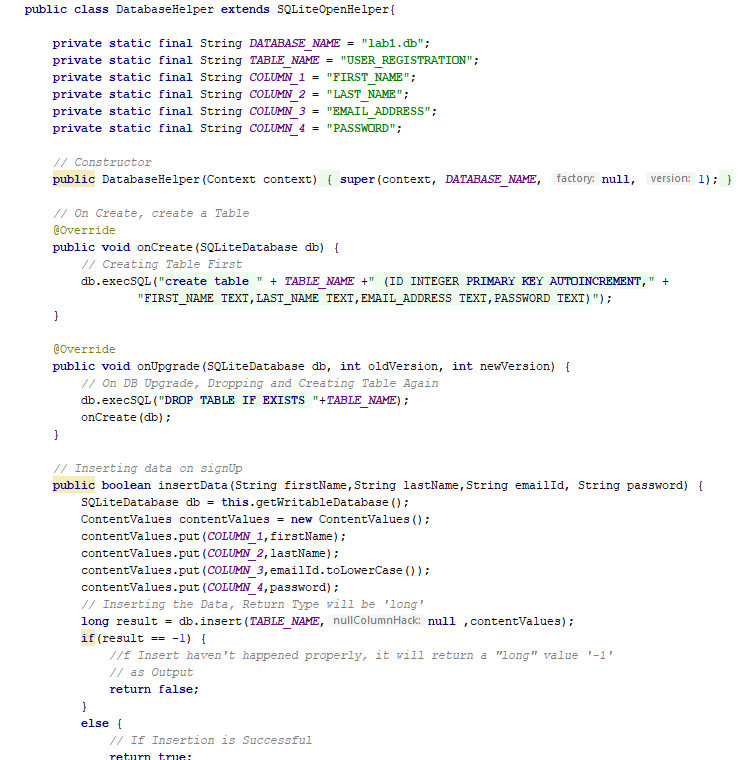 public class DatabaseHelper extends SQLiteOpenHelper{
private static final String DATABASE_NAME = "lab1.db";
private static final String TABLE_NAME = "USER_REGISTRATION";
private static final String COLUMN_1 = "FIRST_NAME";
private static final String COLUMN_2 = "LAST_NAME";
private static final String COLUMN_3 = "EMAIL_ADDRESS";
private static final String COLUMN_4 = "PASSWORD";
// Constructor
public DatabaseHelper(Context context) { super(context, DATABASE_NAME, factory: null, version: 1); }
// On Create, create a Table
@Override
public void onCreate(SQLiteDatabase db) {
// Creating Table First
db.execSQL("create table " + TABLE_NAME +" (ID INTEGER PRIMARY KEY AUTOINCREMENT," +
"FIRST_NAME TEXT,LAST_NAME TEXT,EMAIL_ADDRESS TEXT,PASSWORD TEXT)");
}
@Override
public void onUpgrade(SQLiteDatabase db, int oldVersion, int newVersion) {
// On DB Upgrade, Dropping and Creating Table Again
db.execSQL("DROP TABLE IF EXISTS "+TABLE_NAME);
onCreate(db);
}
// Inserting data on signUp
public boolean insertData(String firstName,String lastName,String emailId, String password) {
SQLiteDatabase db = this.getWritableDatabase();
ContentValues contentValues = new ContentValues();
contentValues.put(COLUMN_1,firstName);
contentValues.put(COLUMN_2,lastName);
contentValues.put(COLUMN_3,emailId.toLowerCase());
contentValues.put(COLUMN_4,password);
// Inserting the Data, Return Type will be 'long'
long result = db.insert(TABLE_NAME, nullColumnHack: null ,contentValues);
if(result == -1) {
//f Insert haven't happened properly, it will return a "long" value '-1'
// as Output
return false;
}
else {
// If Insertion is Successful
return true;